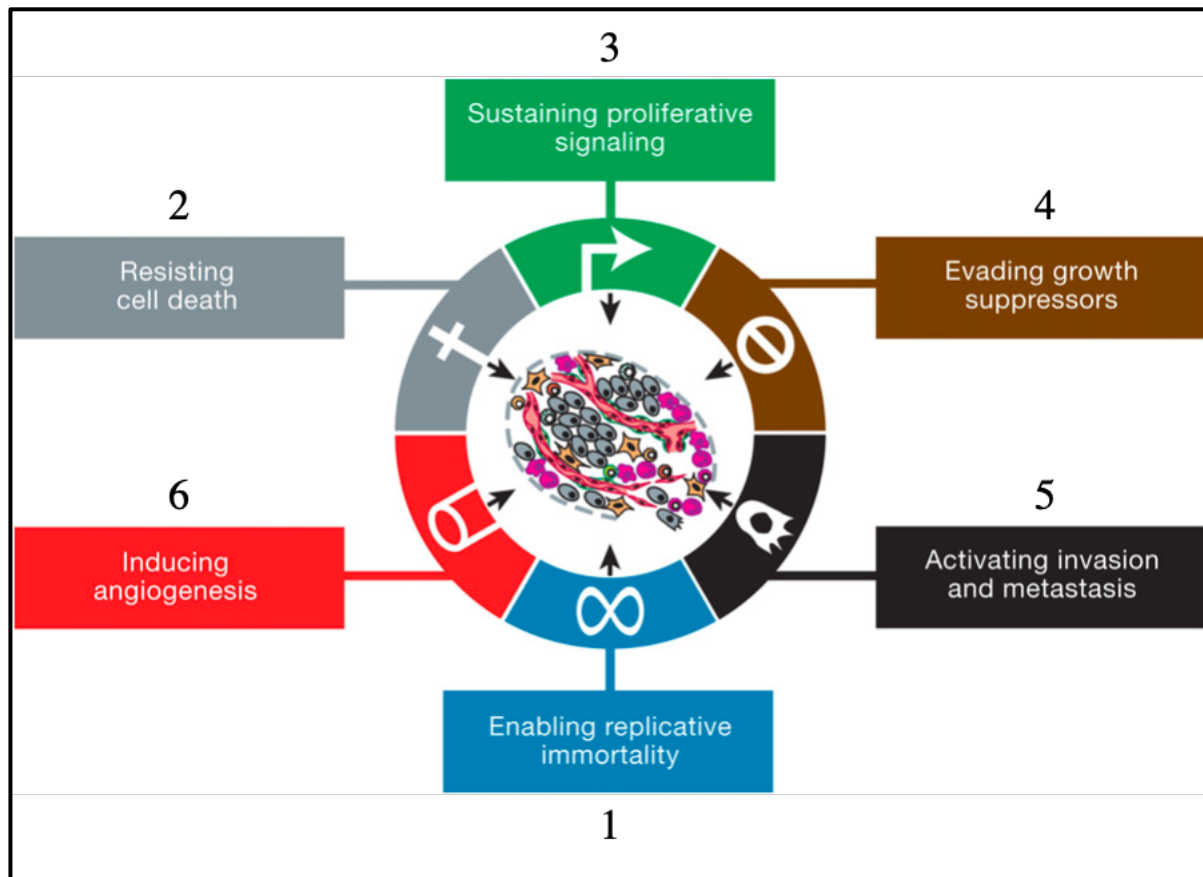 3
Sustaining proliferative
signaling
2
Resisting
cell death
4
Evading growth
suppressors
6
Inducing
angiogenesis
5
Activating invasion
and metastasis
Enabling replicative
immortality
1